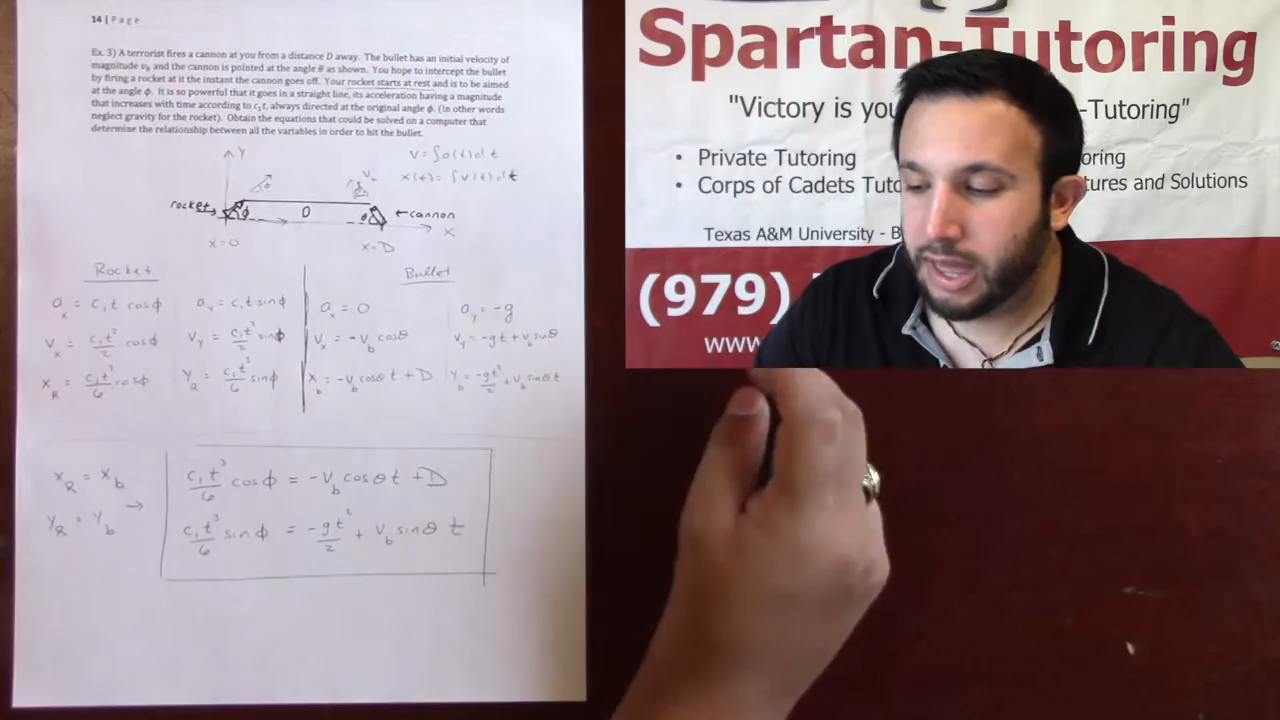 14 | P a g e
Ex. 3) A terrorist fires a cannon at you from a distance D away. The bullet has an initial velocity of
magnitude v_B and the cannon is pointed at the angle θ as shown. You hope to intercept the bullet
by firing a rocket at it the instant the cannon goes off. Your rocket starts at rest and is to be aimed
at the angle ϕ. It is so powerful that it goes in a straight line, its acceleration having a magnitude
that increases with time according to c₁t, always directed at the original angle ϕ. (In other words
neglect gravity for the rocket). Obtain the equations that could be solved on a computer that
determine the relationship between all the variables in order to hit the bullet.
Y
V = ∫a(t)dt
x(t) = ∫v(t)dt
rocket
ϕ
D
θ
cannon
X
x=0
x=D
Rocket
Bullet
a_x = c₁t cosϕ
a_y = c₁t sinϕ
a_x = 0
a_y = -g
v_x = c₁t²/2 cosϕ
v_y = c₁t²/2 sinϕ
v_x = -v_b cosθ
v_y = -gt + v_b sinθ
x_R = c₁t³/6 cosϕ
y_R = c₁t³/6 sinϕ
x_b = -v_b cosθ t + D
y_b = -gt²/2 + v_b sinθ t
x_R = x_b
y_R = y_b
→
c₁t³/6 cosϕ = -v_b cosθ t + D
c₁t³/6 sinϕ = -gt²/2 + v_b sinθ t
Spartan-Tutoring
"Victory is you -Tutoring"
• Private Tutoring oring
• Corps of Cadets Tuto tures and Solutions
Texas A&M University - B
(979)
www